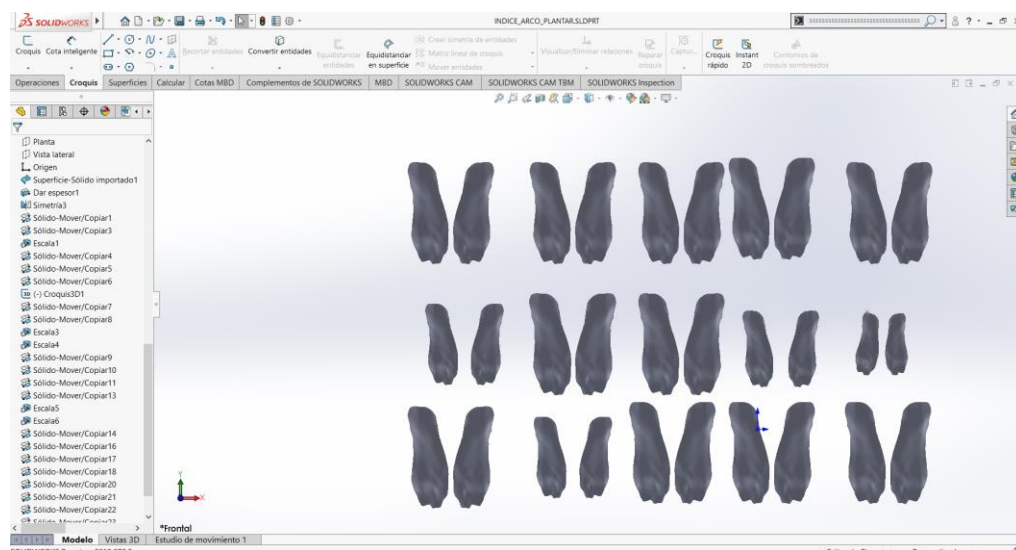 SOLIDWORKS
INDICE_ARCO_PLANTAR.SLDPRT
Croquis
Cota inteligente
Recortar entidades
Convertir entidades
Equidistanciar entidades
Equidistanciar en superficie
Crear simetría de entidades
Matriz lineal de croquis
Mover entidades
Visualizar/Eliminar relaciones
Reparar croquis
Captur...
Croquis rápido
Instant 2D
Contornos de croquis sombreados
Operaciones
Croquis
Superficies
Calcular
Cotas MBD
Complementos de SOLIDWORKS
MBD
SOLIDWORKS CAM
SOLIDWORKS CAM TBM
SOLIDWORKS Inspection
Planta
Vista lateral
Origen
Superficie-Sólido importado1
Dar espesor1
Simetría3
Sólido-Mover/Copiar1
Sólido-Mover/Copiar3
Escala1
Sólido-Mover/Copiar4
Sólido-Mover/Copiar5
Sólido-Mover/Copiar6
(-) Croquis3D1
Sólido-Mover/Copiar7
Sólido-Mover/Copiar8
Escala3
Escala4
Sólido-Mover/Copiar9
Sólido-Mover/Copiar10
Sólido-Mover/Copiar11
Sólido-Mover/Copiar13
Escala5
Escala6
Sólido-Mover/Copiar14
Sólido-Mover/Copiar16
Sólido-Mover/Copiar17
Sólido-Mover/Copiar18
Sólido-Mover/Copiar20
Sólido-Mover/Copiar21
Sólido-Mover/Copiar22
Y
X
*Frontal
Modelo
Vistas 3D
Estudio de movimiento 1